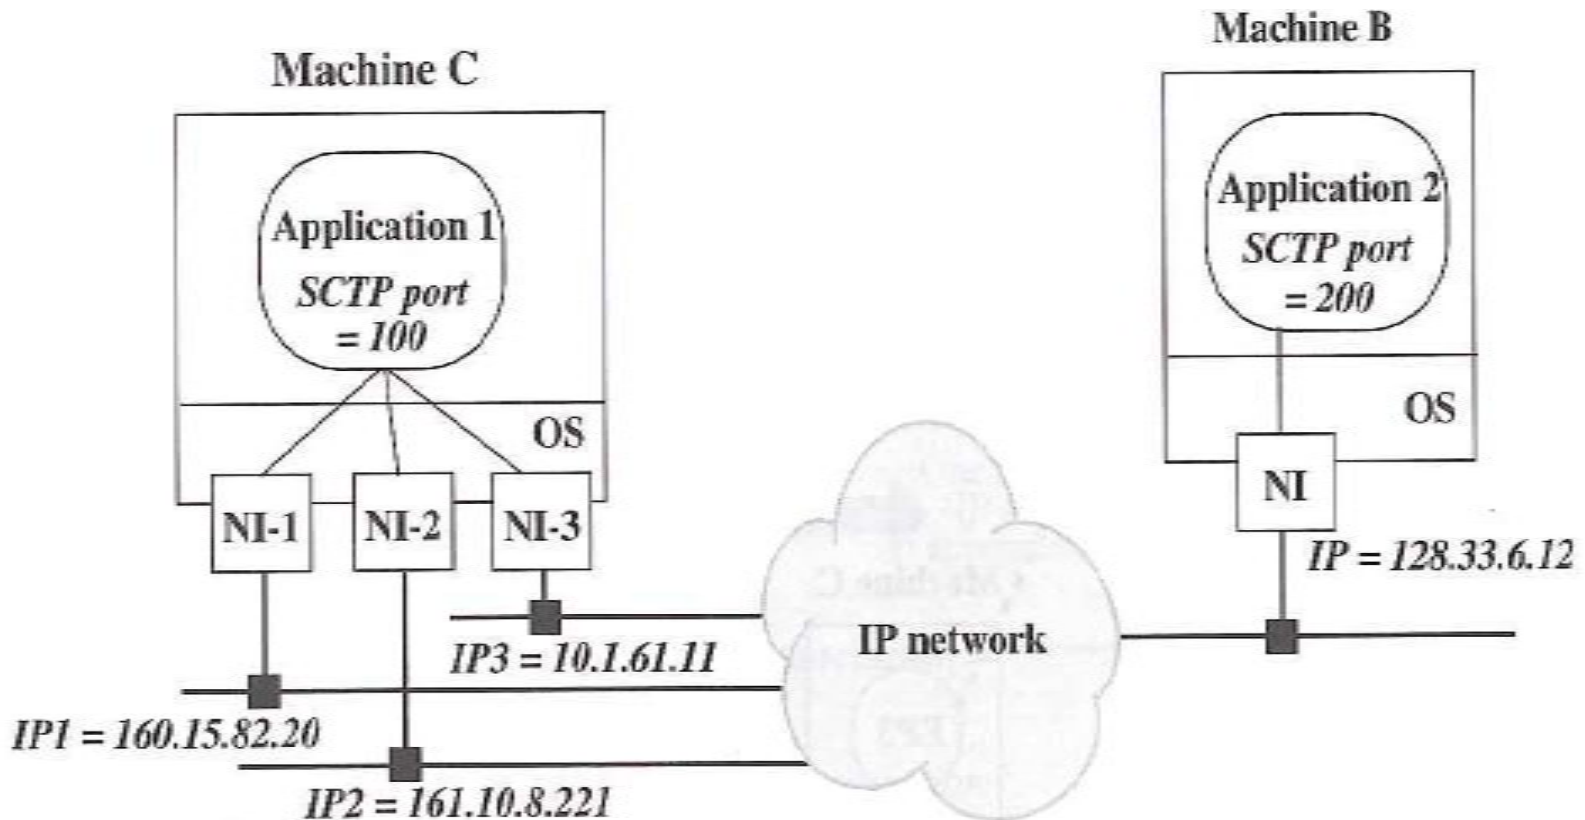 Machine B
Machine C
Application 1
SCTP port
= 100
OS
NI-1
NI-2
NI-3
Application 2
SCTP port
= 200
OS
NI
IP = 128.33.6.12
IP network
IP3 = 10.1.61.11
IP1 = 160.15.82.20
IP2 = 161.10.8.221